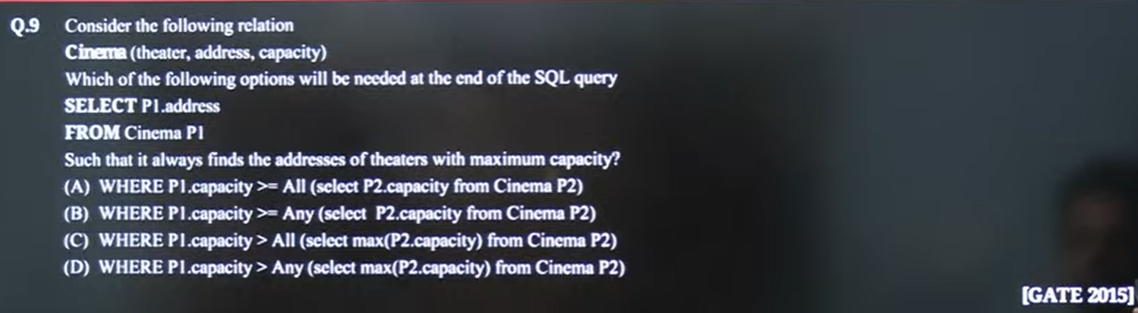 Q.9 Consider the following relation
Cinema (theater, address, capacity)
Which of the following options will be needed at the end of the SQL query
SELECT P1.address
FROM Cinema P1
Such that it always finds the addresses of theaters with maximum capacity?
(A) WHERE P1.capacity >= All (select P2.capacity from Cinema P2)
(B) WHERE P1.capacity >= Any (select P2.capacity from Cinema P2)
(C) WHERE P1.capacity > All (select max(P2.capacity) from Cinema P2)
(D) WHERE P1.capacity > Any (select max(P2.capacity) from Cinema P2)
[GATE 2015]